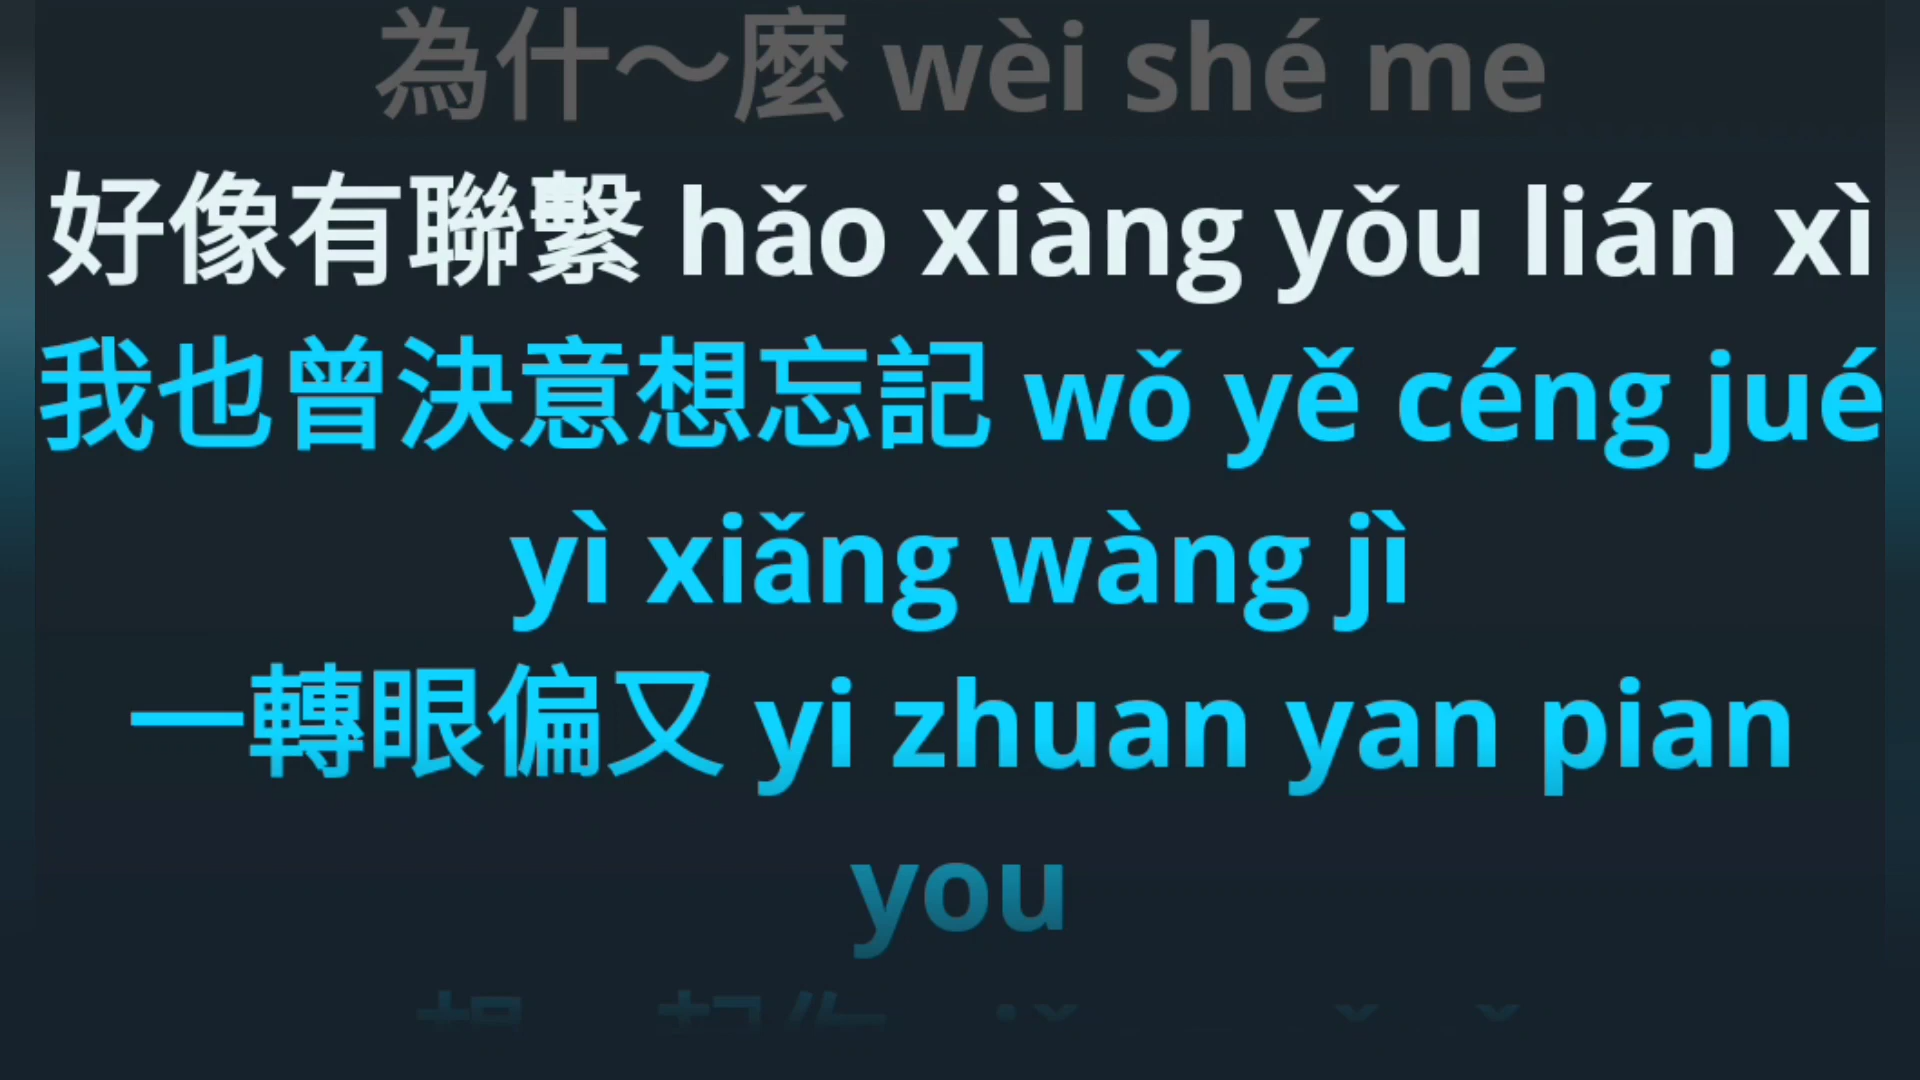 為什～麼 wèi shé me
好像有聯繫 hǎo xiàng yǒu lián xì
我也曾決意想忘記 wǒ yě céng jué
yì xiǎng wàng jì
一轉眼偏又 yi zhuan yan pian
you